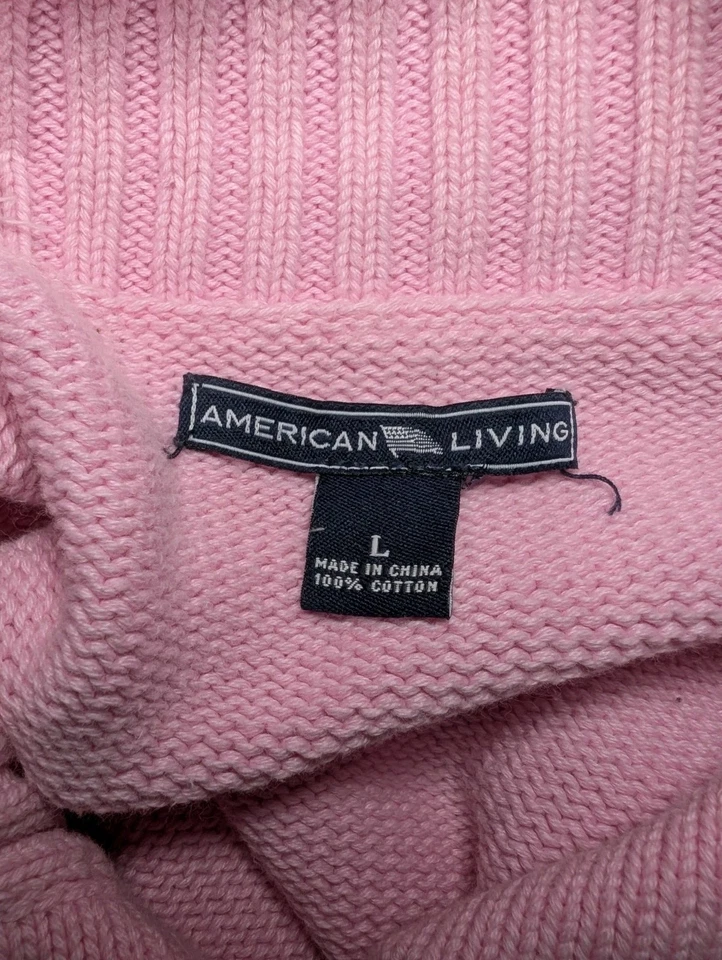 AMERICAN LIVING
L
MADE IN CHINA
100% COTTON